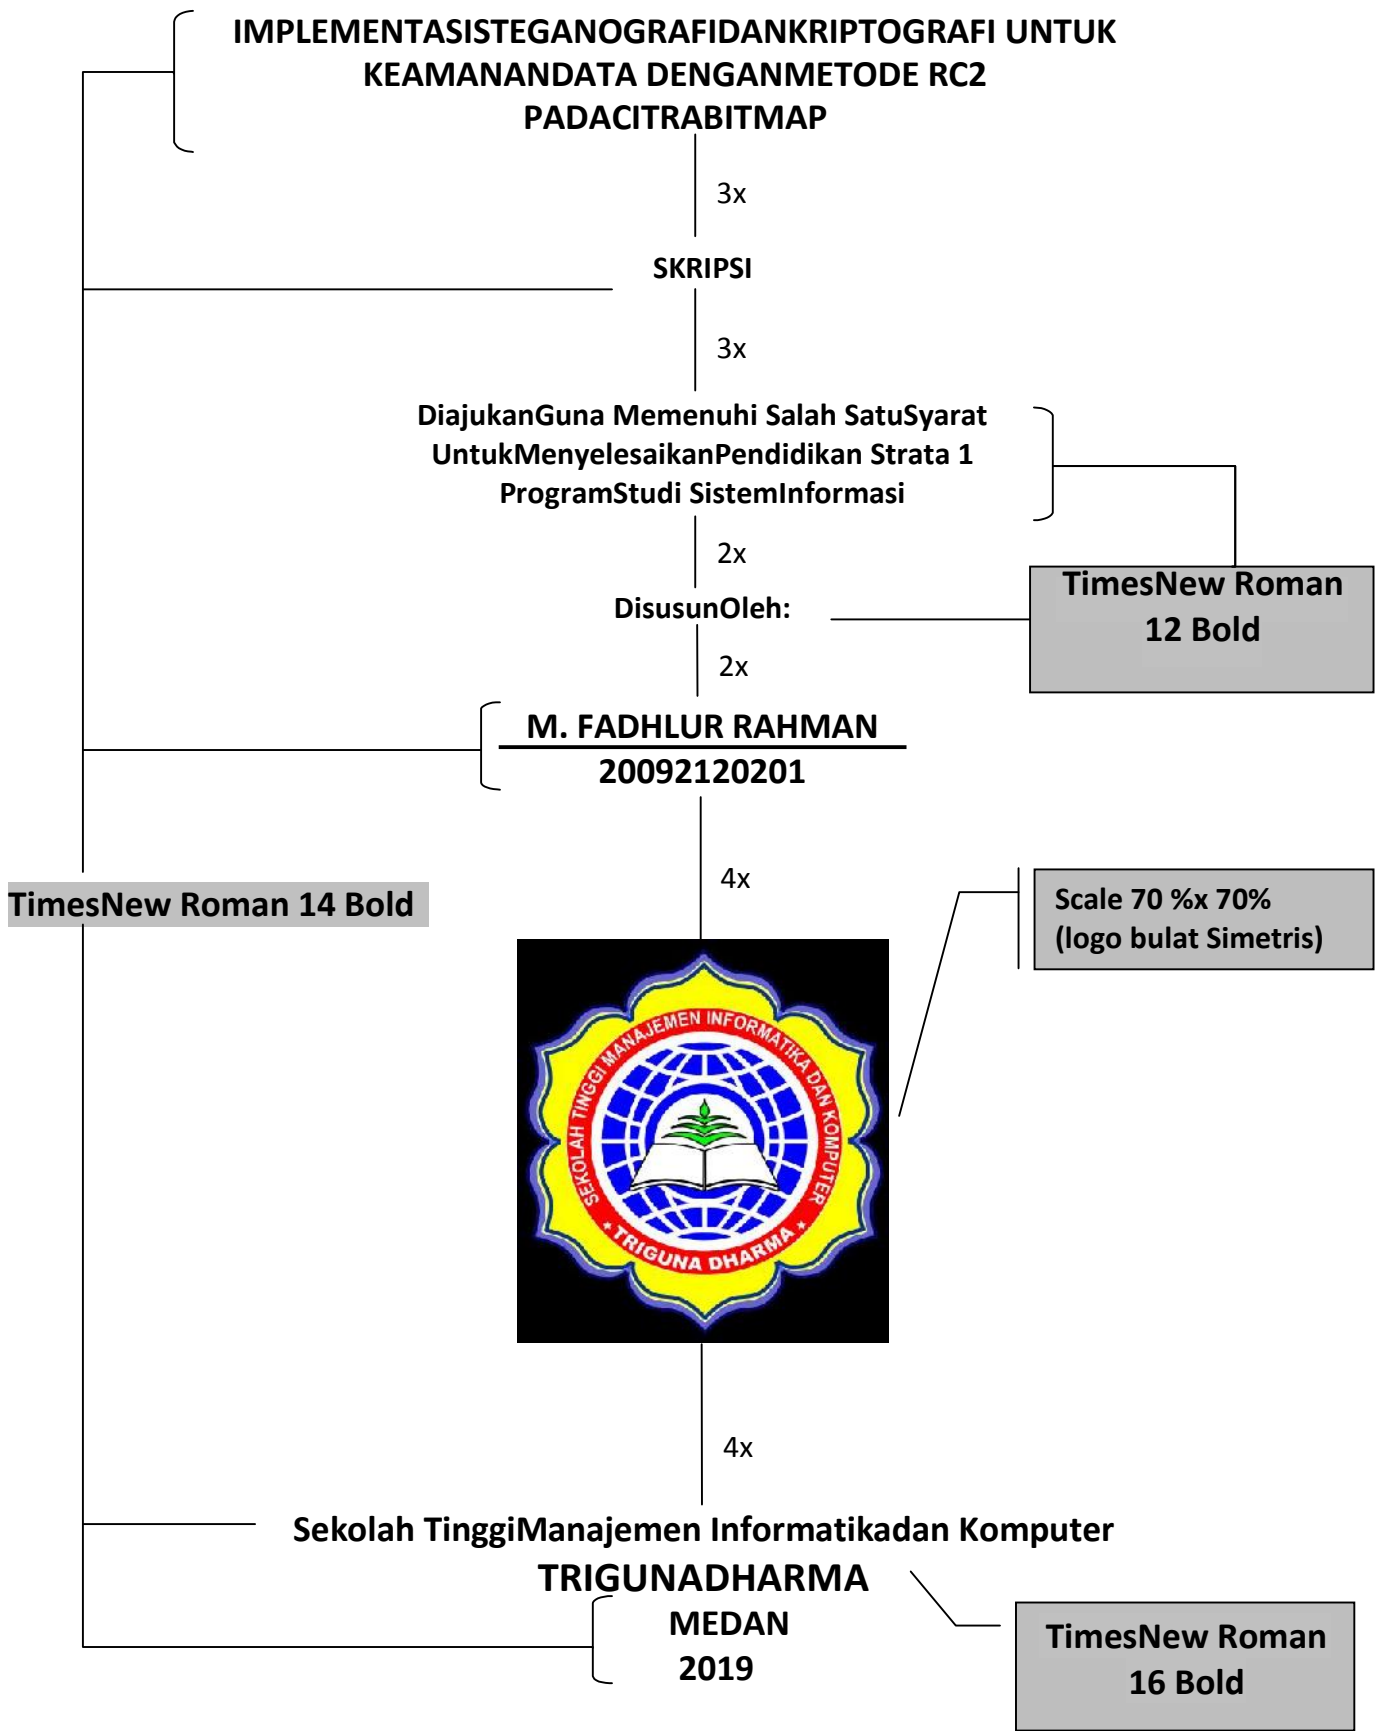 IMPLEMENTASISTEGANOGRAFIDANKRIPTOGRAFI UNTUK
KEAMANANDATA DENGANMETODE RC2
PADACITRABITMAP
3x
SKRIPSI
3x
DiajukanGuna Memenuhi Salah SatuSyarat
UntukMenyelesaikanPendidikan Strata 1
ProgramStudi SistemInformasi
2x
DisusunOleh:
TimesNew Roman
12 Bold
2x
M. FADHLUR RAHMAN
20092120201
4x
TimesNew Roman 14 Bold
Scale 70 %x 70%
(logo bulat Simetris)
SEKOLAH TINGGI MANAJEMEN INFORMATIKA DAN KOMPUTER
TRIGUNA DHARMA
4x
Sekolah TinggiManajemen Informatikadan Komputer
TRIGUNADHARMA
MEDAN
2019
TimesNew Roman
16 Bold